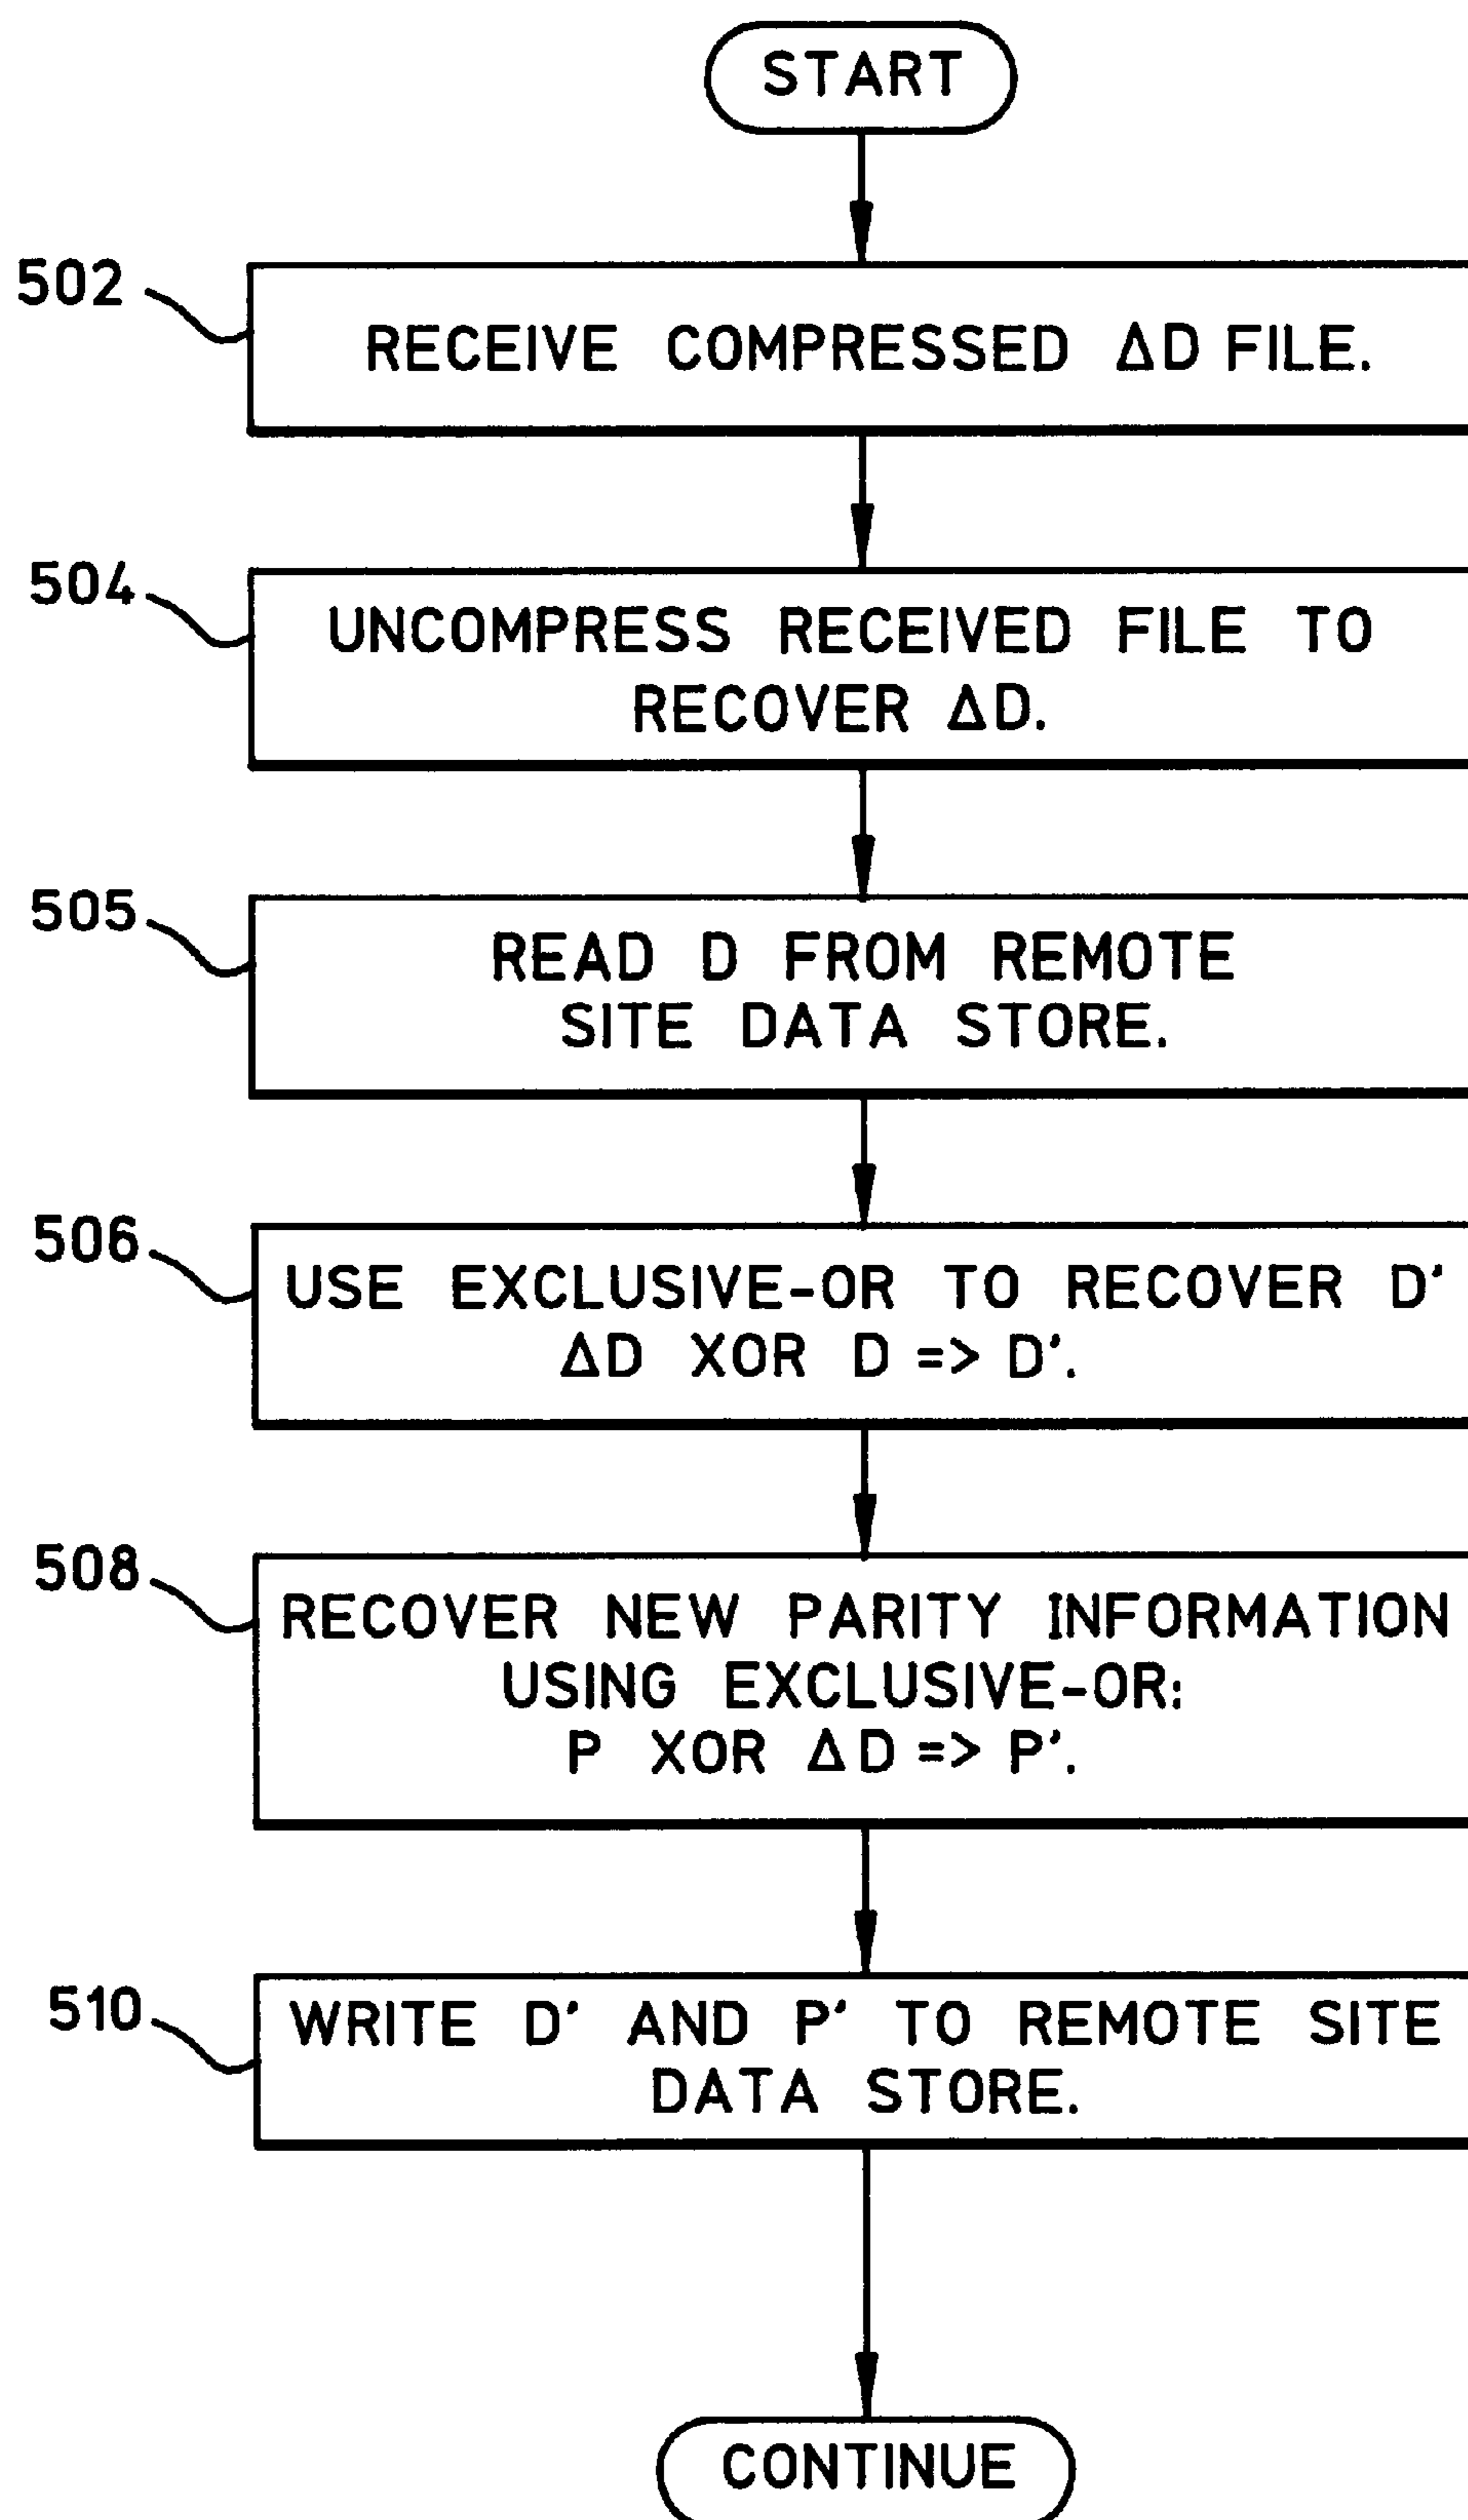 START
502
RECEIVE COMPRESSED ΔD FILE.
504
UNCOMPRESS RECEIVED FILE TO
RECOVER ΔD.
505
READ D FROM REMOTE
SITE DATA STORE.
506
USE EXCLUSIVE-OR TO RECOVER D'
ΔD XOR D => D'.
508
RECOVER NEW PARITY INFORMATION
USING EXCLUSIVE-OR:
P XOR ΔD => P'.
510
WRITE D' AND P' TO REMOTE SITE
DATA STORE.
CONTINUE